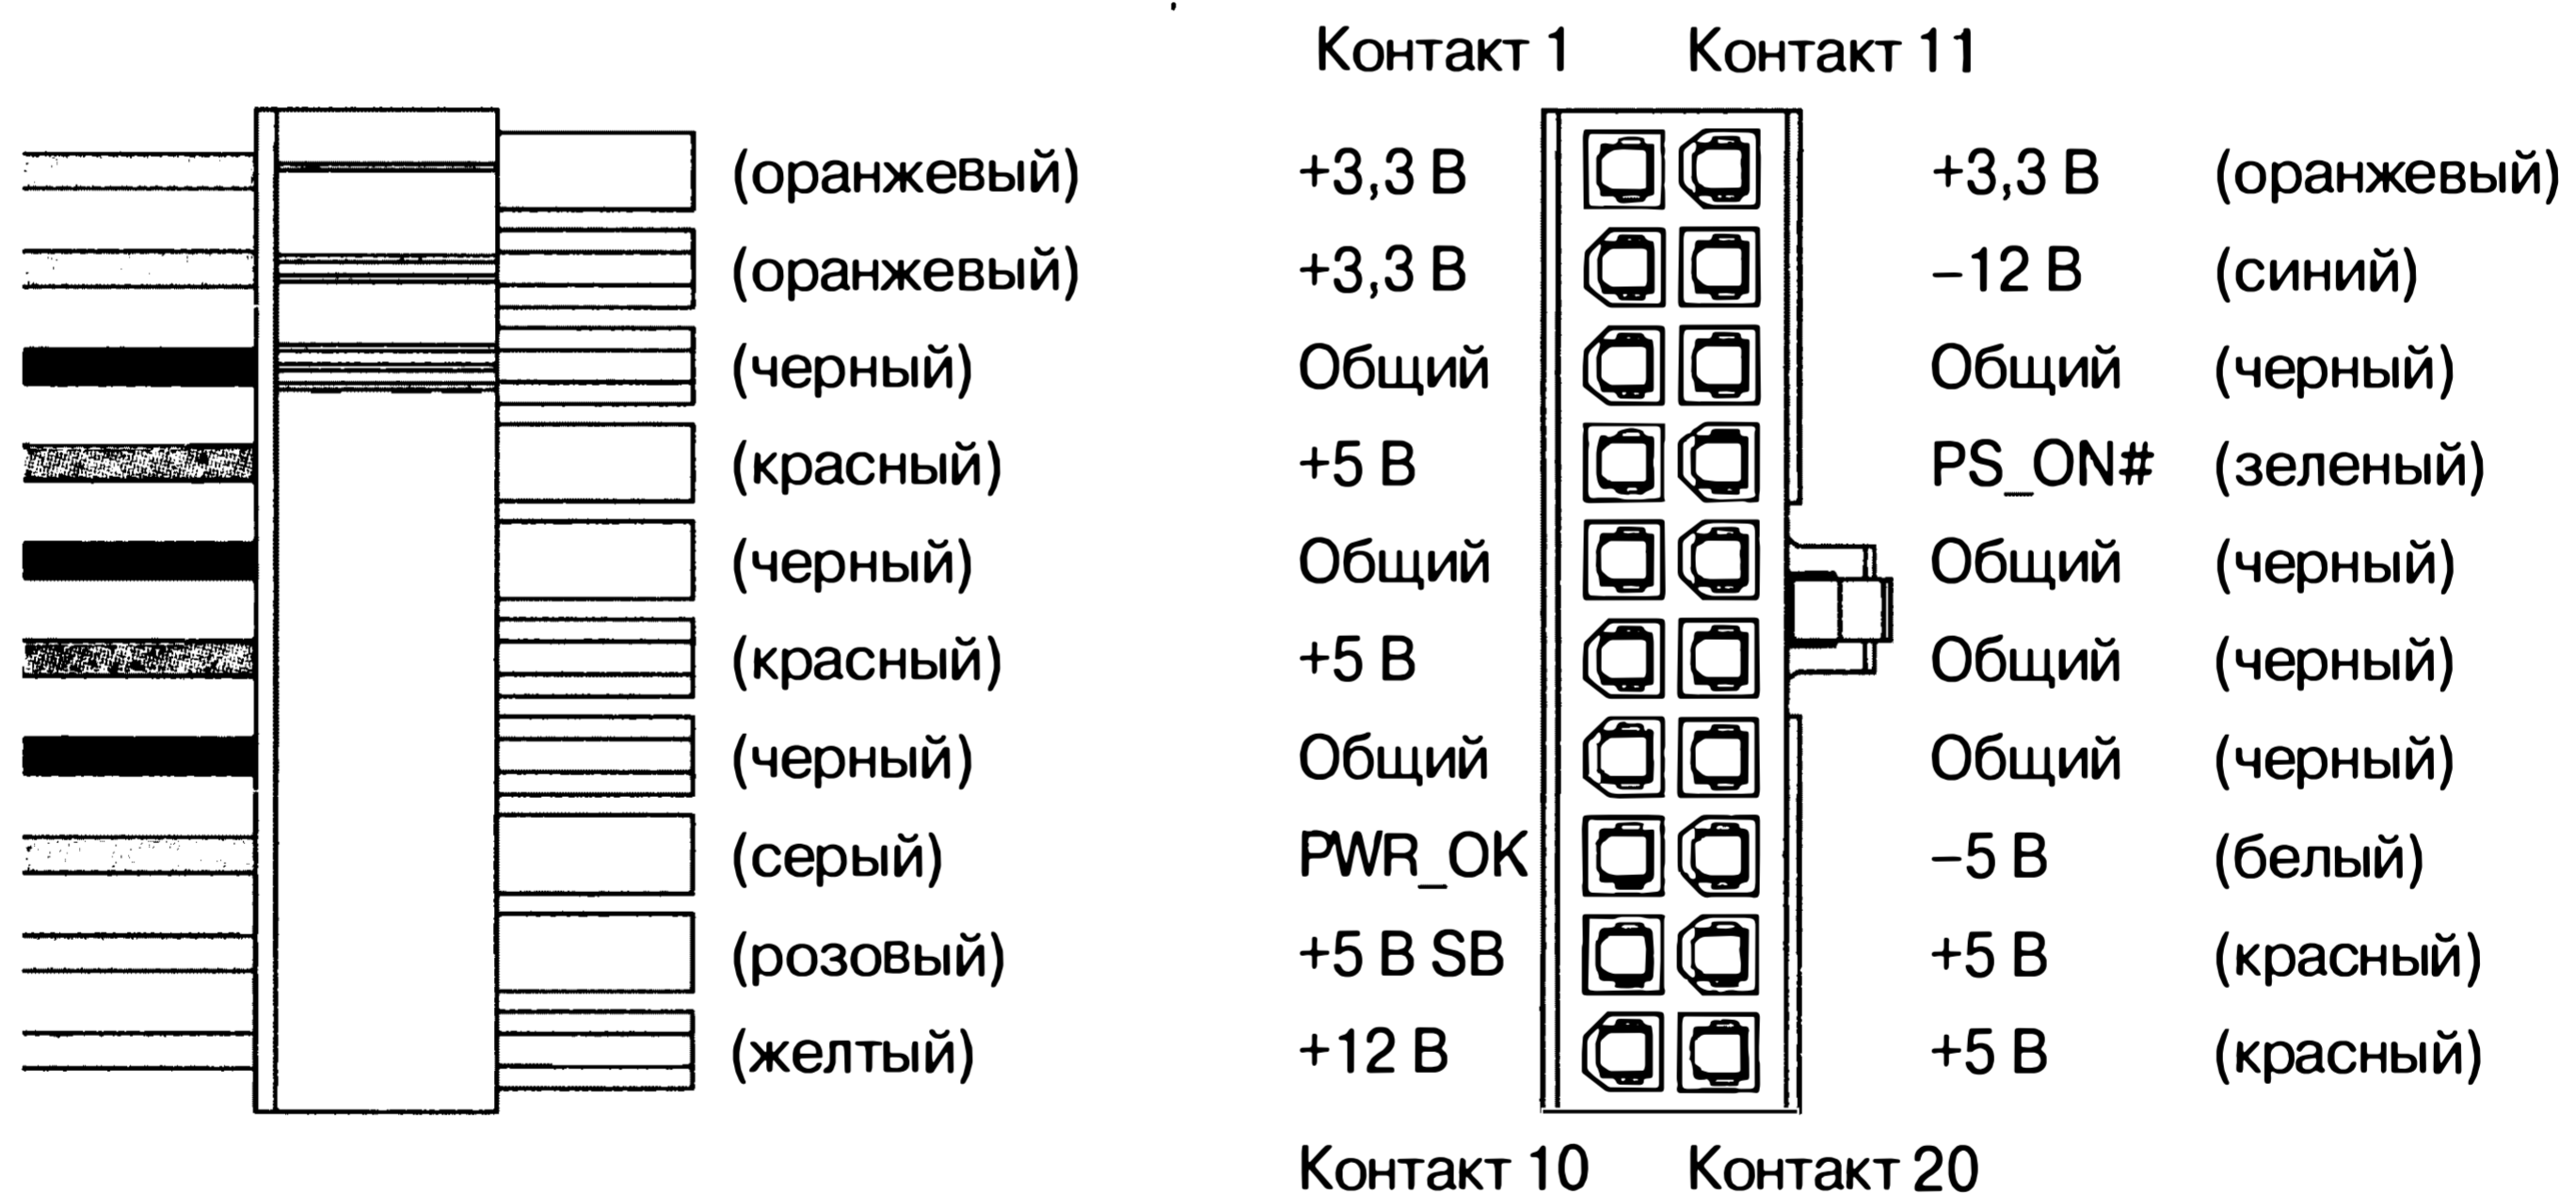 Контакт 1 Контакт 11
(оранжевый) +3,3 В +3,3 В (оранжевый)
(оранжевый) +3,3 В –12 В (синий)
(черный) Общий Общий (черный)
(красный) +5 В PS_ON# (зеленый)
(черный) Общий Общий (черный)
(красный) +5 В Общий (черный)
(черный) Общий Общий (черный)
(серый) PWR_OK –5 В (белый)
(розовый) +5 В SB +5 В (красный)
(желтый) +12 В +5 В (красный)
Контакт 10 Контакт 20